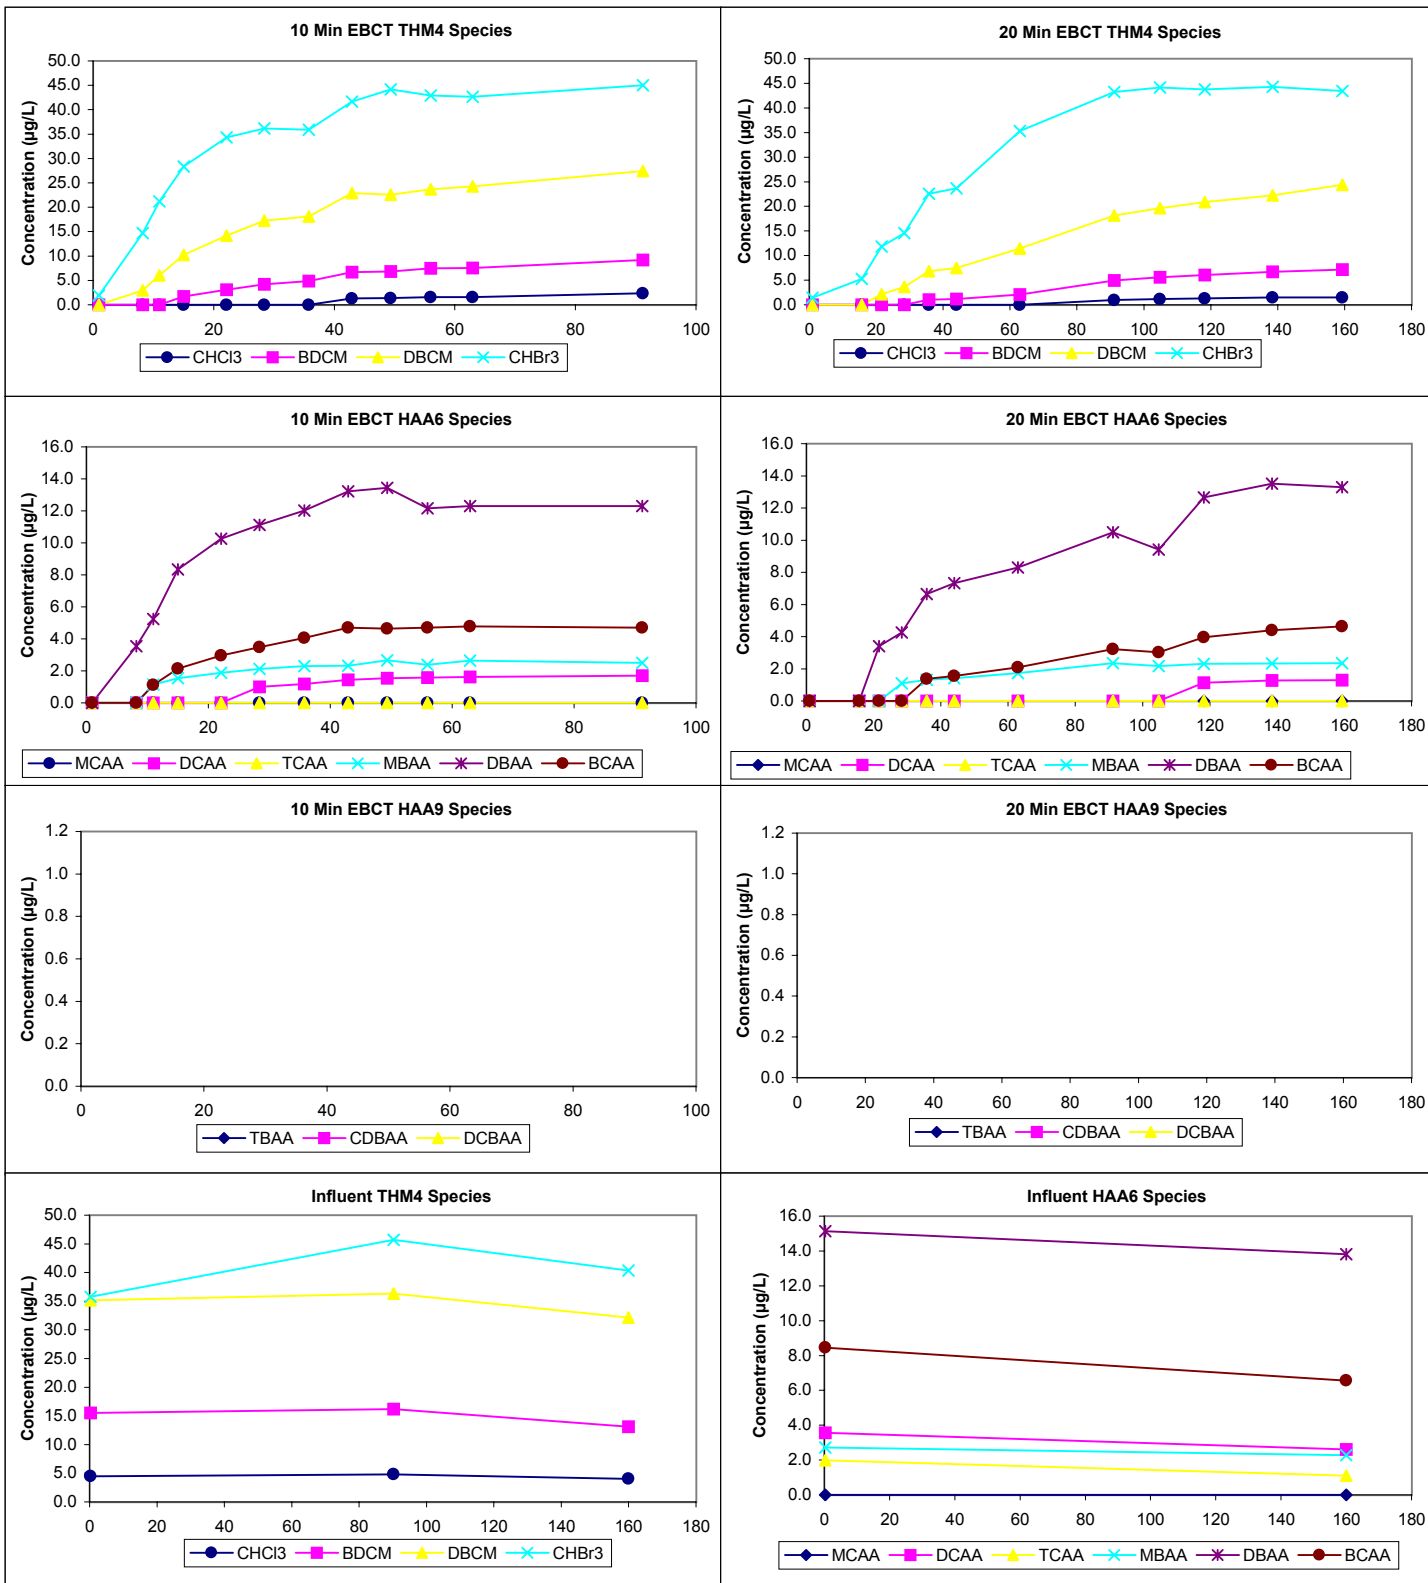 10 Min EBCT THM4 Species
Concentration (µg/L)
50.0
45.0
40.0
35.0
30.0
25.0
20.0
15.0
10.0
5.0
0.0
0 20 40 60 80 100
CHCl3 BDCM DBCM CHBr3
20 Min EBCT THM4 Species
Concentration (µg/L)
50.0
45.0
40.0
35.0
30.0
25.0
20.0
15.0
10.0
5.0
0.0
0 20 40 60 80 100 120 140 160 180
CHCl3 BDCM DBCM CHBr3
10 Min EBCT HAA6 Species
Concentration (µg/L)
16.0
14.0
12.0
10.0
8.0
6.0
4.0
2.0
0.0
0 20 40 60 80 100
MCAA DCAA TCAA MBAA DBAA BCAA
20 Min EBCT HAA6 Species
Concentration (µg/L)
16.0
14.0
12.0
10.0
8.0
6.0
4.0
2.0
0.0
0 20 40 60 80 100 120 140 160 180
MCAA DCAA TCAA MBAA DBAA BCAA
10 Min EBCT HAA9 Species
Concentration (µg/L)
1.2
1.0
0.8
0.6
0.4
0.2
0.0
0 20 40 60 80 100
TBAA CDBAA DCBAA
20 Min EBCT HAA9 Species
Concentration (µg/L)
1.2
1.0
0.8
0.6
0.4
0.2
0.0
0 20 40 60 80 100 120 140 160 180
TBAA CDBAA DCBAA
Influent THM4 Species
Concentration (µg/L)
50.0
45.0
40.0
35.0
30.0
25.0
20.0
15.0
10.0
5.0
0.0
0 20 40 60 80 100 120 140 160 180
CHCl3 BDCM DBCM CHBr3
Influent HAA6 Species
Concentration (µg/L)
16.0
14.0
12.0
10.0
8.0
6.0
4.0
2.0
0.0
0 20 40 60 80 100 120 140 160 180
MCAA DCAA TCAA MBAA DBAA BCAA